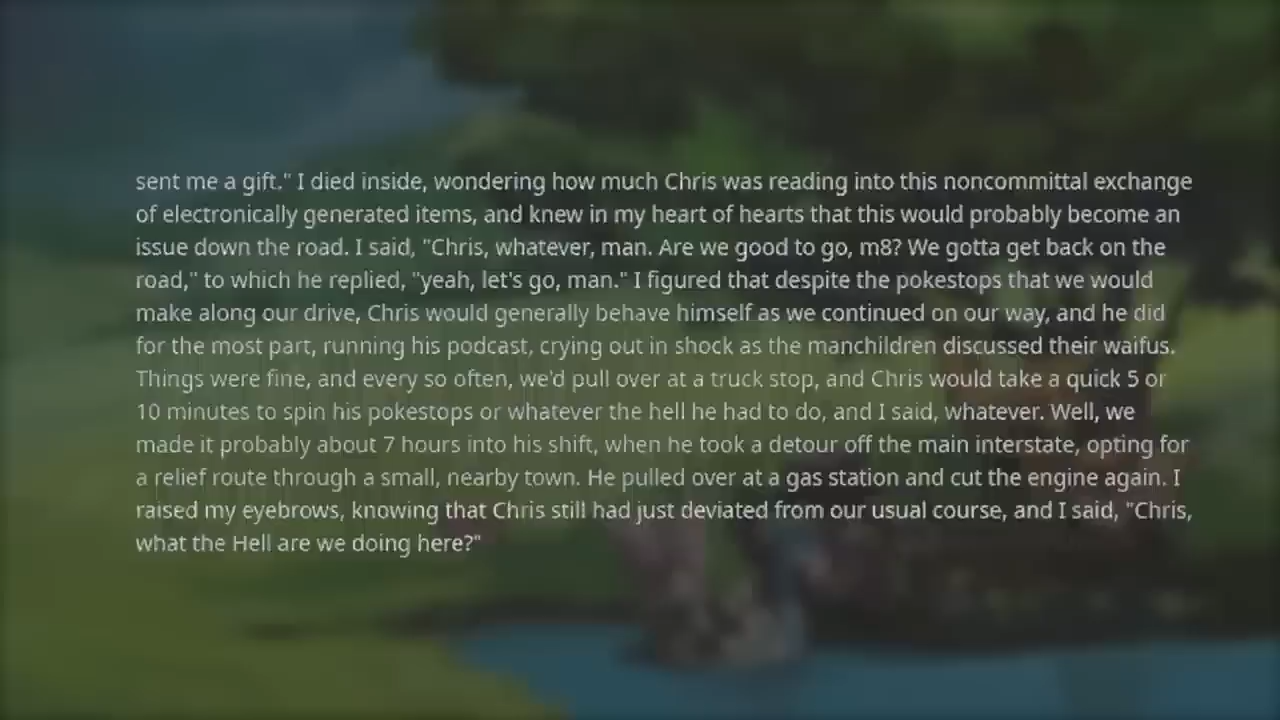 sent me a gift." I died inside, wondering how much Chris was reading into this noncommittal exchange
of electronically generated items, and knew in my heart of hearts that this would probably become an
issue down the road. I said, "Chris, whatever, man. Are we good to go, m8? We gotta get back on the
road," to which he replied, "yeah, let's go, man." I figured that despite the pokestops that we would
make along our drive, Chris would generally behave himself as we continued on our way, and he did
for the most part, running his podcast, crying out in shock as the manchildren discussed their waifus.
Things were fine, and every so often, we'd pull over at a truck stop, and Chris would take a quick 5 or
10 minutes to spin his pokestops or whatever the hell he had to do, and I said, whatever. Well, we
made it probably about 7 hours into his shift, when he took a detour off the main interstate, opting for
a relief route through a small, nearby town. He pulled over at a gas station and cut the engine again. I
raised my eyebrows, knowing that Chris still had just deviated from our usual course, and I said, "Chris,
what the Hell are we doing here?"